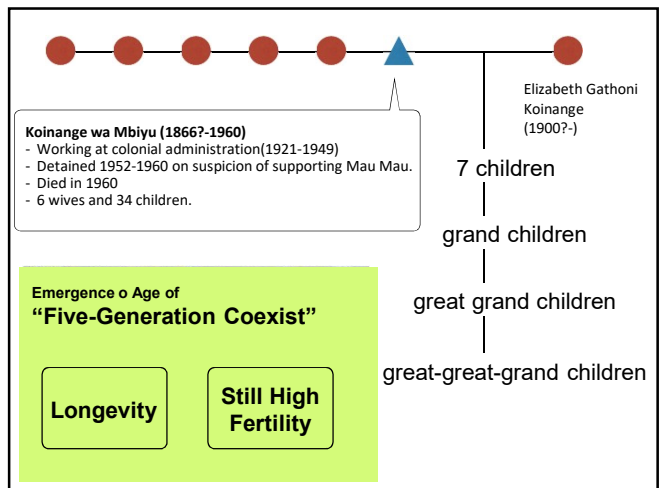 Elizabeth Gathoni
Koinange
(1900?-)
Koinange wa Mbiyu (1866?-1960)
- Working at colonial administration(1921-1949)
- Detained 1952-1960 on suspicion of supporting Mau Mau.
- Died in 1960
- 6 wives and 34 children.
7 children
grand children
great grand children
great-great-grand children
Emergence o Age of
“Five-Generation Coexist”
Longevity
Still High
Fertility